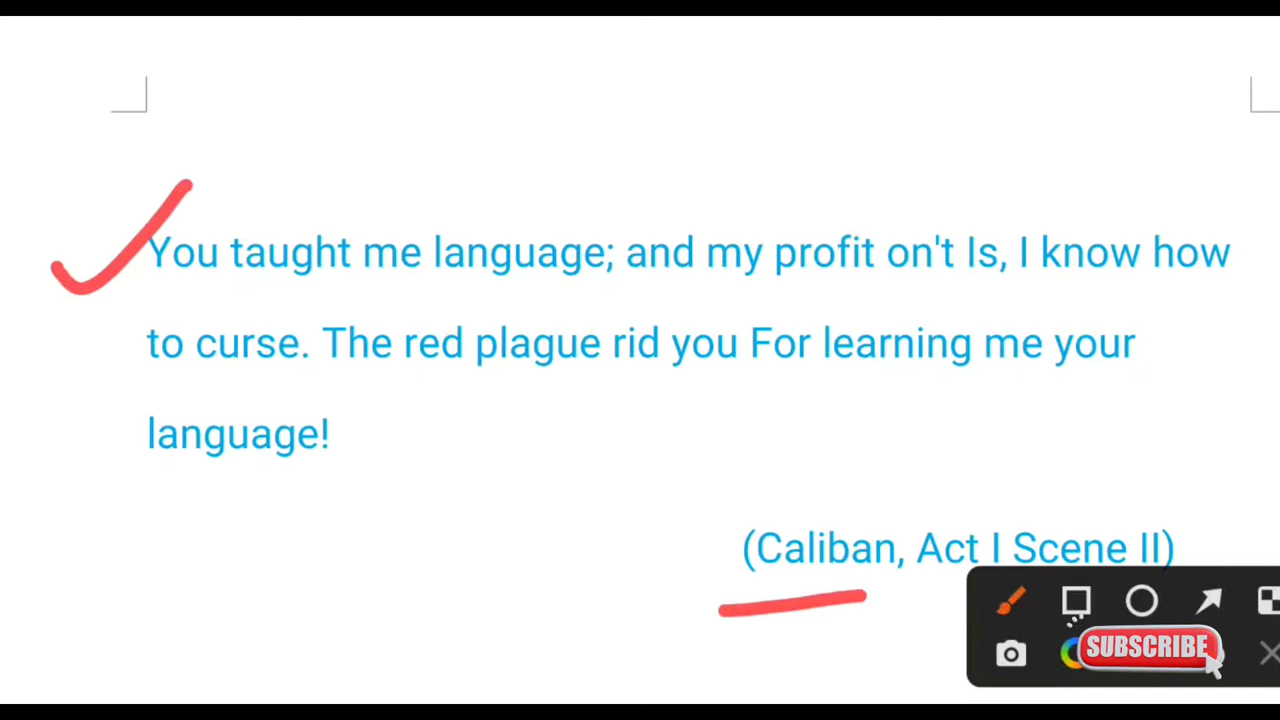 You taught me language; and my profit on't Is, I know how
to curse. The red plague rid you For learning me your
language!
(Caliban, Act I Scene II)
SUBSCRIBE